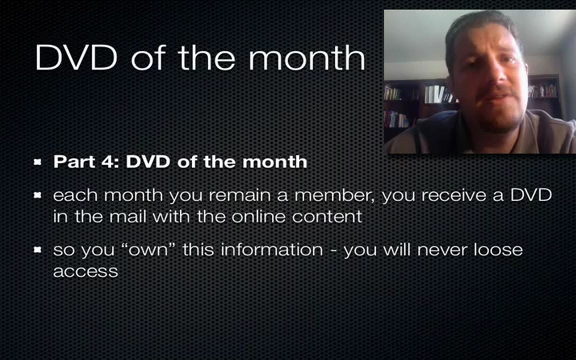 DVD of the month
Part 4: DVD of the month
each month you remain a member, you receive a DVD
in the mail with the online content
so you “own” this information - you will never loose
access